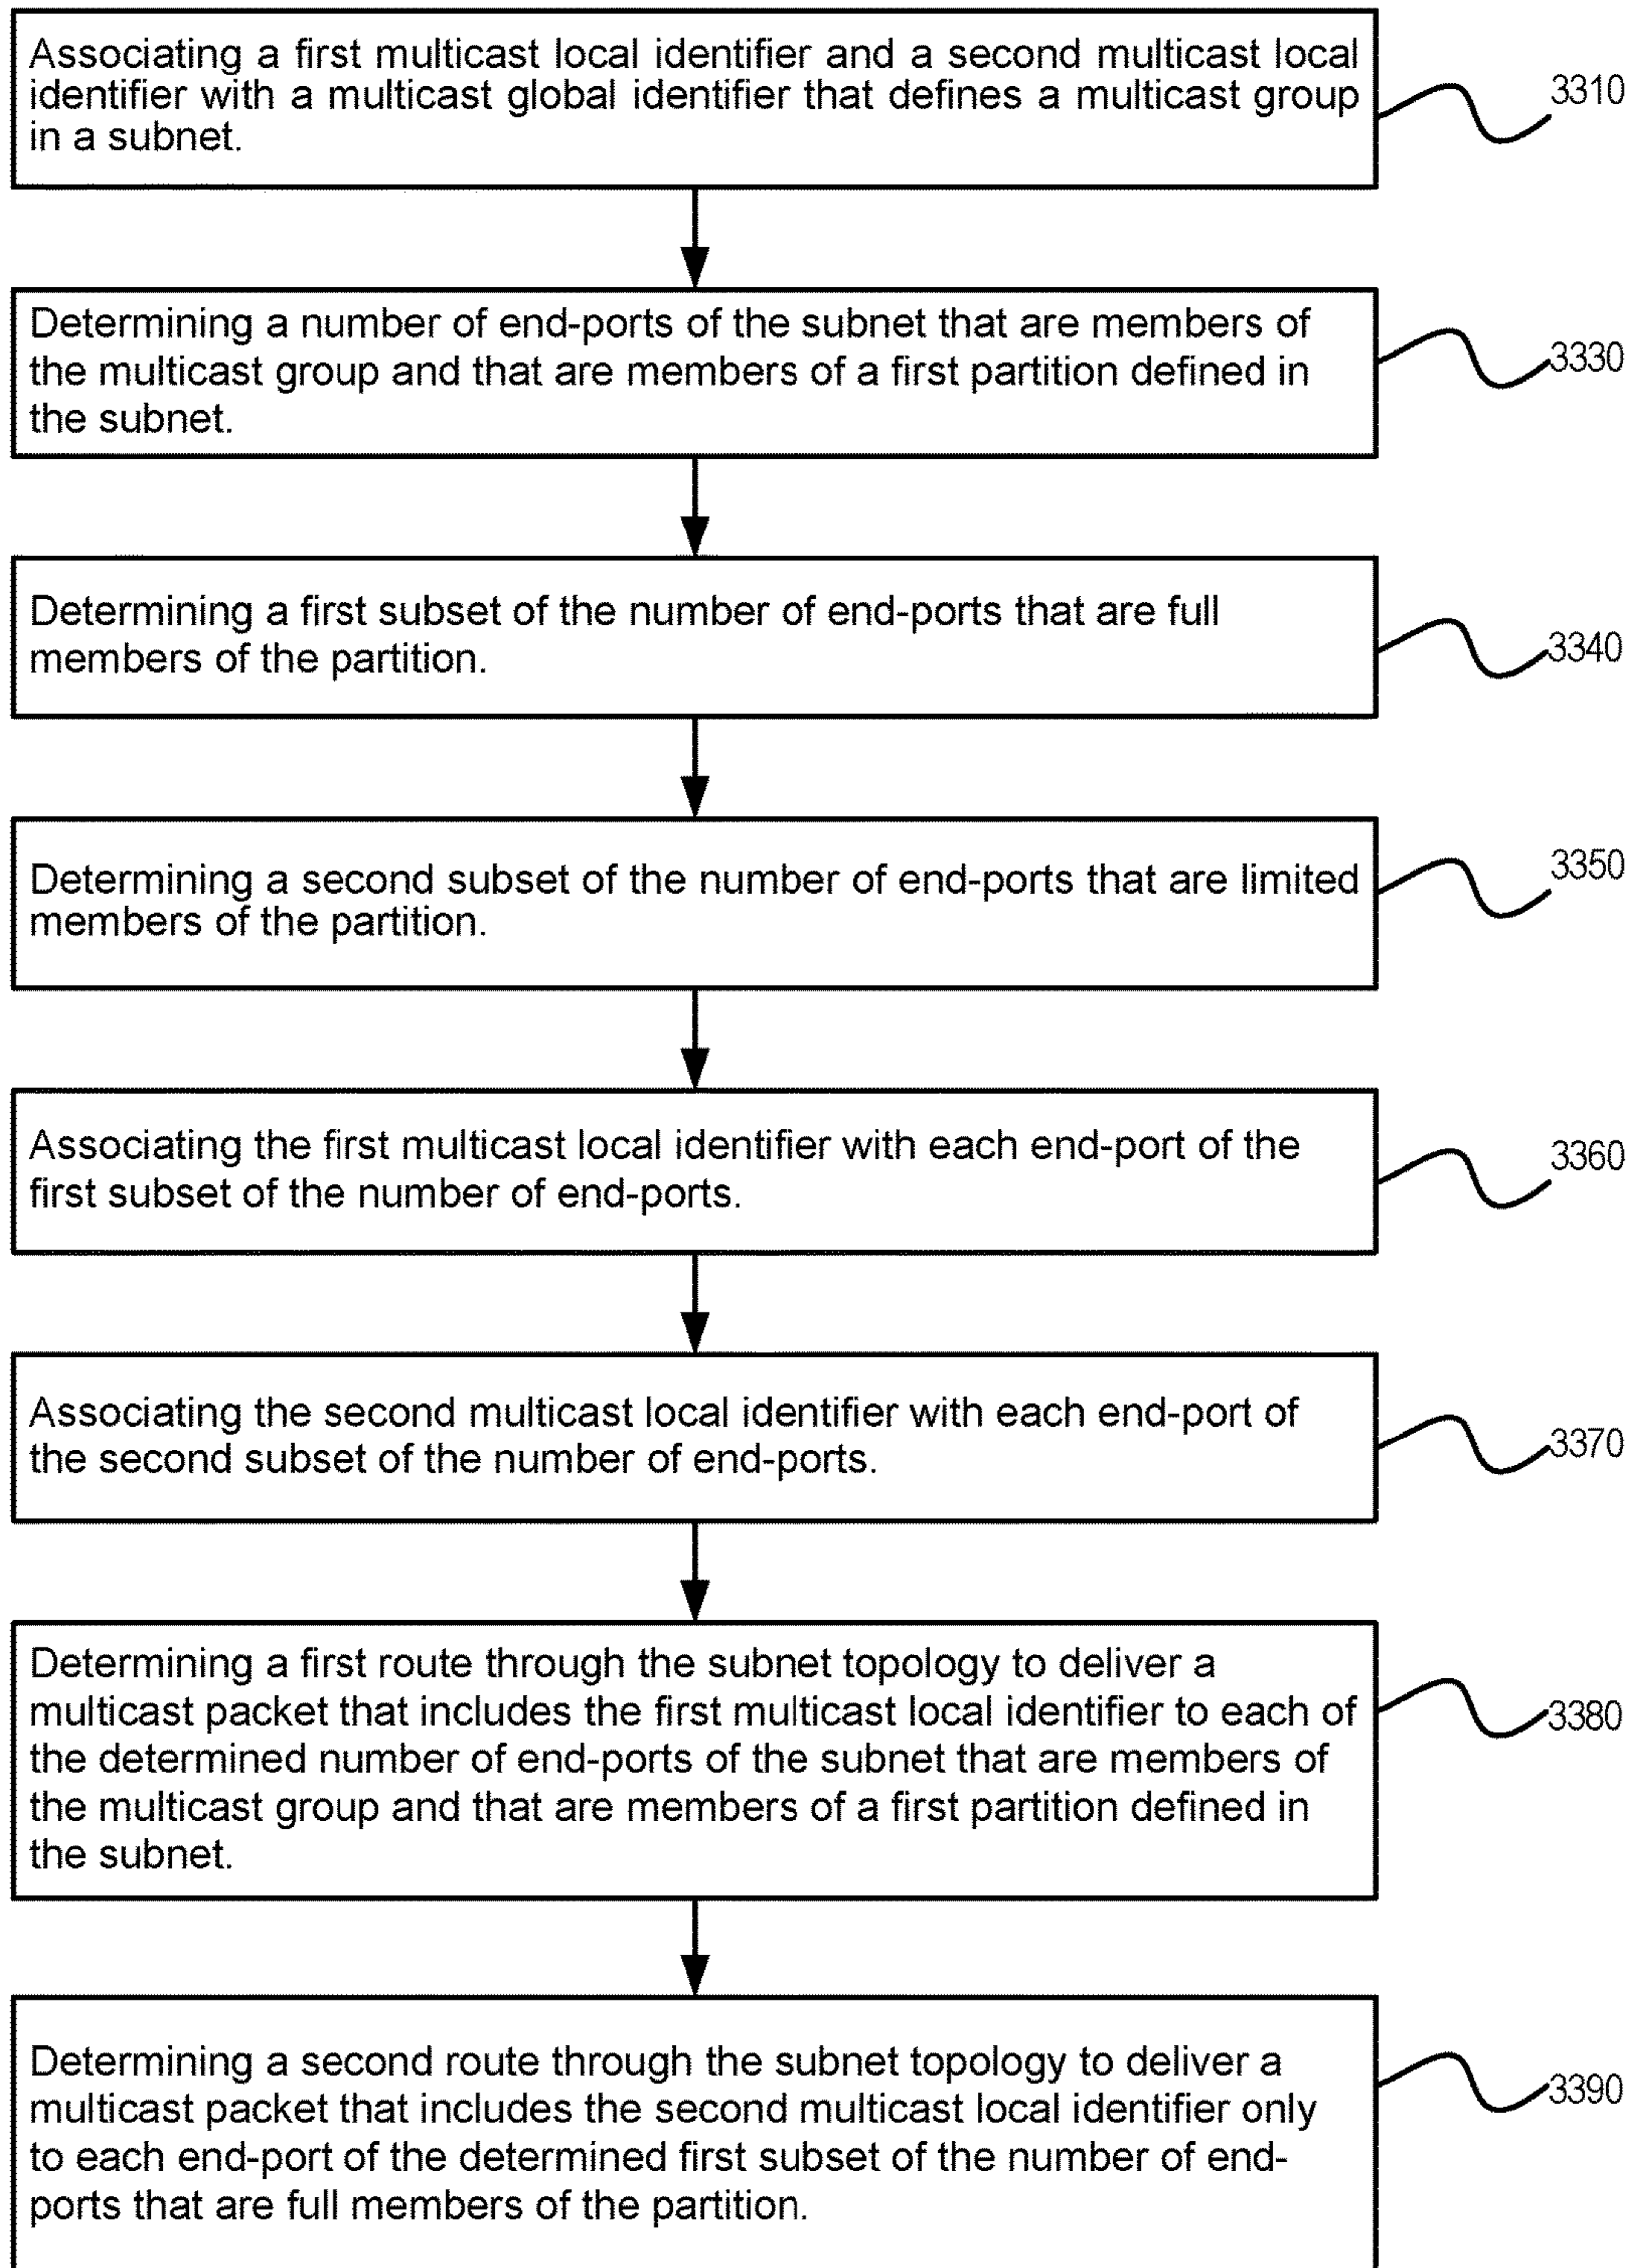 Associating a first multicast local identifier and a second multicast local
identifier with a multicast global identifier that defines a multicast group
in a subnet.
3310
Determining a number of end-ports of the subnet that are members of
the multicast group and that are members of a first partition defined in
the subnet.
3330
Determining a first subset of the number of end-ports that are full
members of the partition.
3340
Determining a second subset of the number of end-ports that are limited
members of the partition.
3350
Associating the first multicast local identifier with each end-port of the
first subset of the number of end-ports.
3360
Associating the second multicast local identifier with each end-port of
the second subset of the number of end-ports.
3370
Determining a first route through the subnet topology to deliver a
multicast packet that includes the first multicast local identifier to each of
the determined number of end-ports of the subnet that are members of
the multicast group and that are members of a first partition defined in
the subnet.
3380
Determining a second route through the subnet topology to deliver a
multicast packet that includes the second multicast local identifier only
to each end-port of the determined first subset of the number of end-
ports that are full members of the partition.
3390